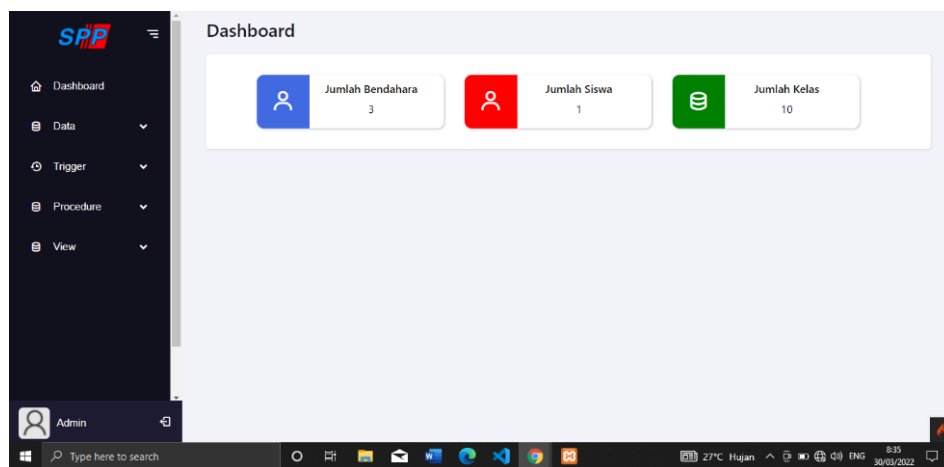 SPP
Dashboard
Data
Trigger
Procedure
View
Admin
Dashboard
Jumlah Bendahara
3
Jumlah Siswa
1
Jumlah Kelas
10
Type here to search
27°C Hujan
ENG
8:35
30/03/2022